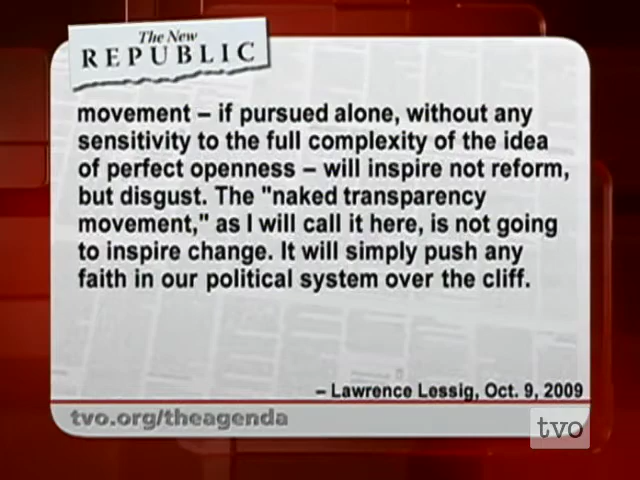 The New
REPUBLIC
movement – if pursued alone, without any
sensitivity to the full complexity of the idea
of perfect openness – will inspire not reform,
but disgust. The "naked transparency
movement," as I will call it here, is not going
to inspire change. It will simply push any
faith in our political system over the cliff.
– Lawrence Lessig, Oct. 9, 2009
tvo.org/theagenda
tvo